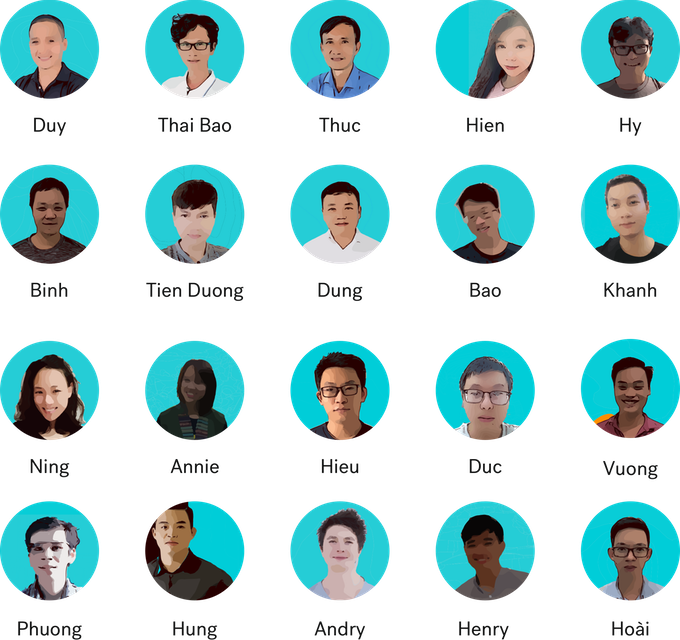 Duy Thai Bao Thuc Hien Hy
Binh Tien Duong Dung Bao Khanh
Ning Annie Hieu Duc Vuong
Phuong Hung Andry Henry Hoài